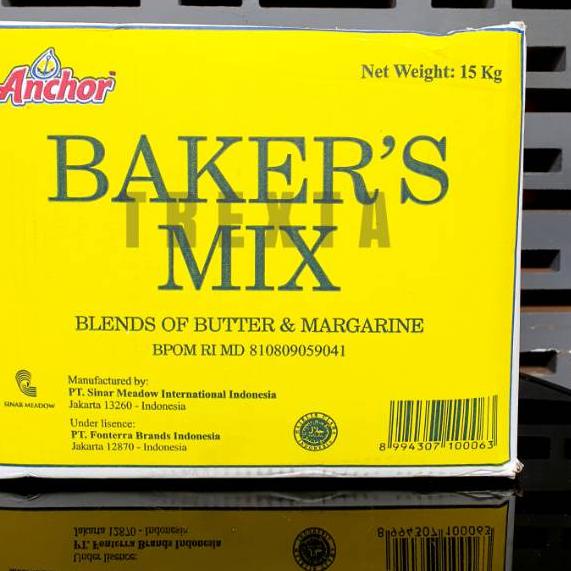 Anchor
Net Weight: 15 Kg
BAKER'S
TREXIA
MIX
BLENDS OF BUTTER & MARGARINE
BPOM RI MD 810809059041
Manufactured by:
PT. Sinar Meadow International Indonesia
Jakarta 13260 - Indonesia
SINAR MEADOW
Under lisence:
PT. Fonterra Brands Indonesia
Jakarta 12870 - Indonesia
8 994307 100063